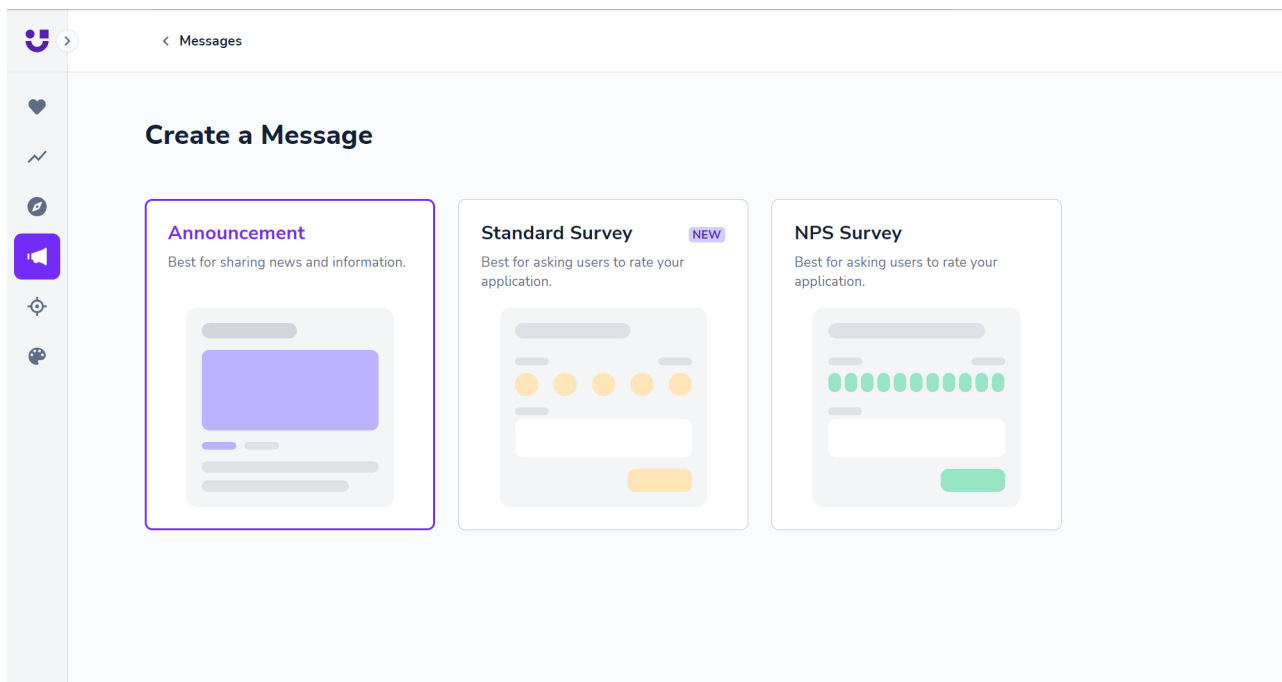 Messages
Create a Message
Announcement
Best for sharing news and information.
Standard Survey
NEW
Best for asking users to rate your
application.
NPS Survey
Best for asking users to rate your
application.